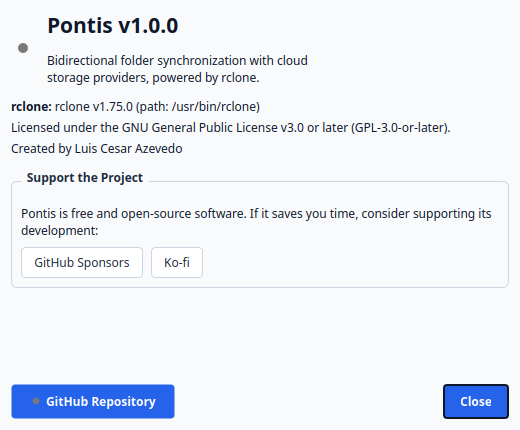 Pontis v1.0.0
Bidirectional folder synchronization with cloud
storage providers, powered by rclone.
rclone: rclone v1.75.0 (path: /usr/bin/rclone)
Licensed under the GNU General Public License v3.0 or later (GPL-3.0-or-later).
Created by Luis Cesar Azevedo
Support the Project
Pontis is free and open-source software. If it saves you time, consider supporting its
development:
GitHub Sponsors
Ko-fi
GitHub Repository
Close